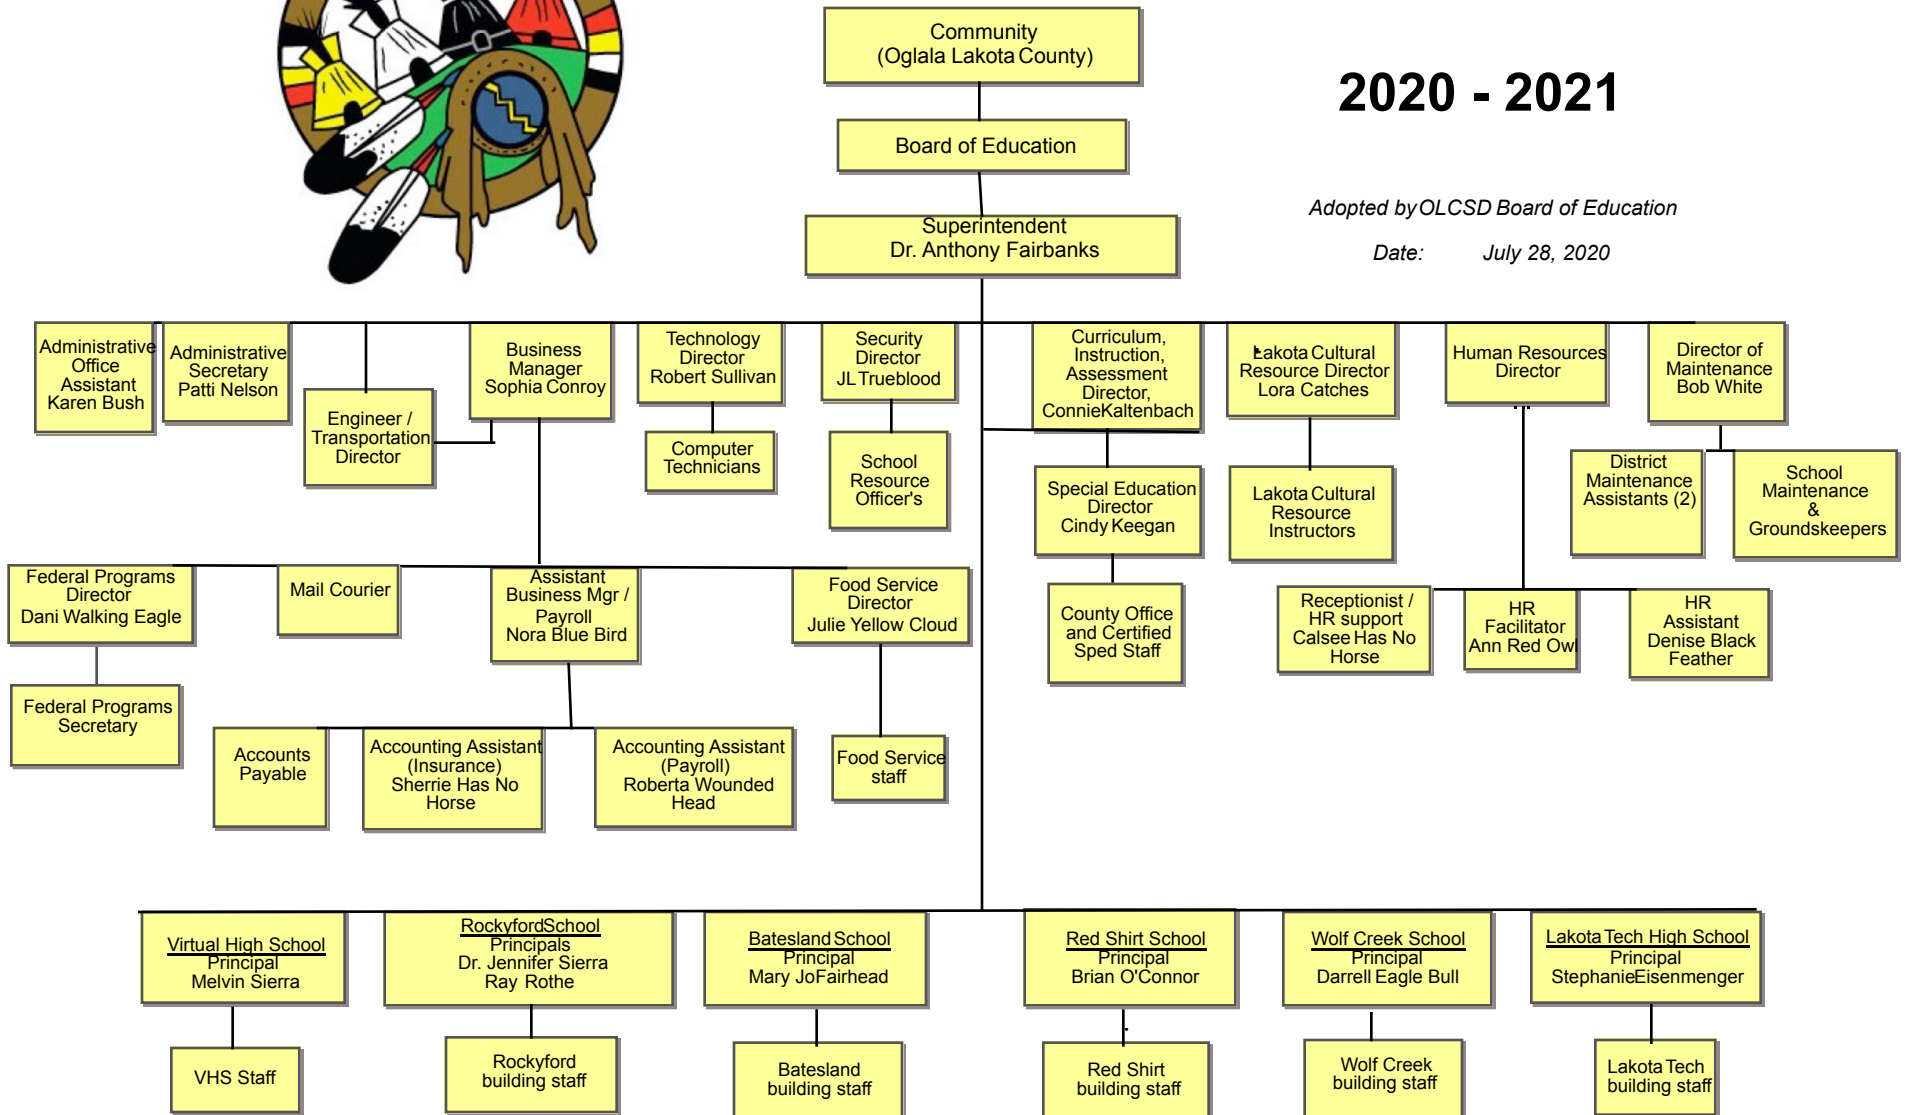 Community
(Oglala Lakota County)
2020 - 2021
Board of Education
Adopted by OLCSD Board of Education
Date: July 28, 2020
Superintendent
Dr. Anthony Fairbanks
Administrative
Office
Assistant
Karen Bush
Administrative
Secretary
Patti Nelson
Engineer /
Transportation
Director
Business
Manager
Sophia Conroy
Technology
Director
Robert Sullivan
Computer
Technicians
Security
Director
JL Trueblood
School
Resource
Officer's
Curriculum,
Instruction,
Assessment
Director,
ConnieKaltenbach
Special Education
Director
Cindy Keegan
County Office
and Certified
Sped Staff
Lakota Cultural
Resource Director
Lora Catches
Lakota Cultural
Resource
Instructors
Human Resources
Director
Director of
Maintenance
Bob White
District
Maintenance
Assistants (2)
School
Maintenance
&
Groundskeepers
Federal Programs
Director
Dani Walking Eagle
Federal Programs
Secretary
Mail Courier
Assistant
Business Mgr /
Payroll
Nora Blue Bird
Food Service
Director
Julie Yellow Cloud
Food Service
staff
Receptionist /
HR support
Calsee Has No
Horse
HR
Facilitator
Ann Red Owl
HR
Assistant
Denise Black
Feather
Accounts
Payable
Accounting Assistant
(Insurance)
Sherrie Has No
Horse
Accounting Assistant
(Payroll)
Roberta Wounded
Head
Virtual High School
Principal
Melvin Sierra
VHS Staff
RockyfordSchool
Principals
Dr. Jennifer Sierra
Ray Rothe
Rockyford
building staff
Batesland School
Principal
Mary JoFairhead
Batesland
building staff
Red Shirt School
Principal
Brian O'Connor
Red Shirt
building staff
Wolf Creek School
Principal
Darrell Eagle Bull
Wolf Creek
building staff
Lakota Tech High School
Principal
StephanieEisenmenger
Lakota Tech
building staff